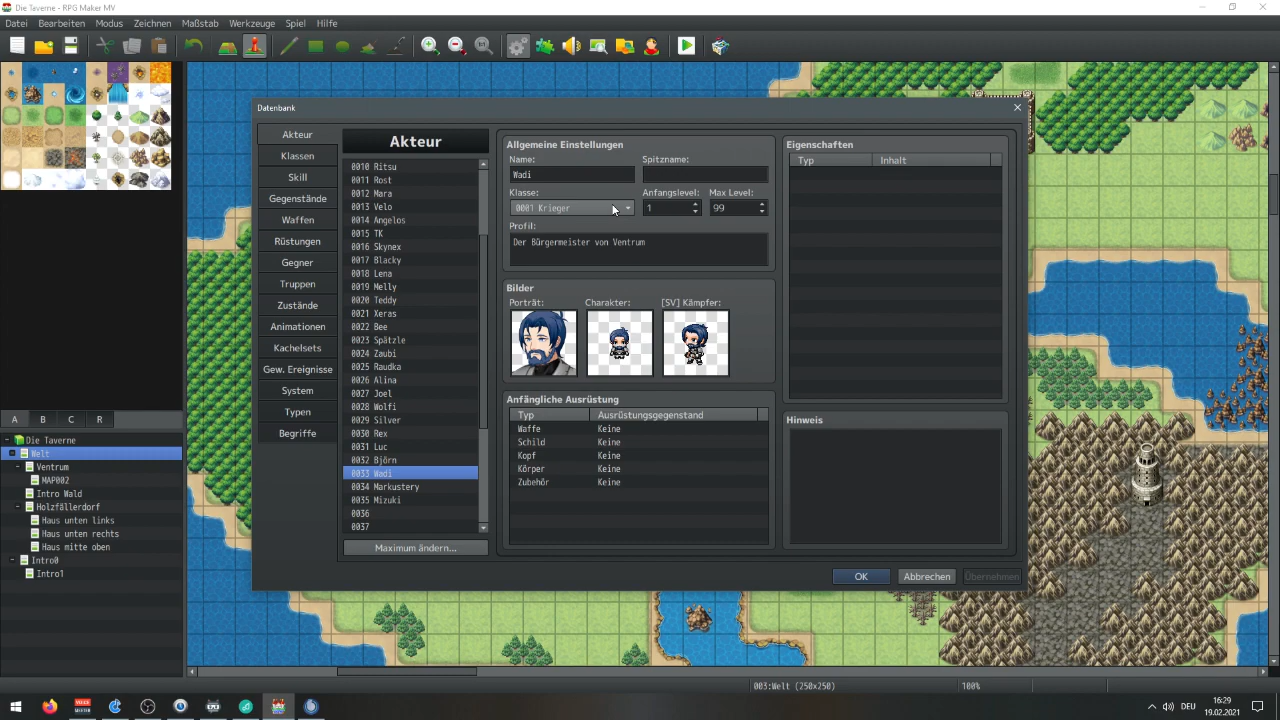 Die Taverne - RPG Maker MV
Datei Bearbeiten Modus Zeichnen Maßstab Werkzeuge Spiel Hilfe
Datenbank
Akteur
Klassen
Skill
Gegenstände
Waffen
Rüstungen
Gegner
Truppen
Zustände
Animationen
Kachelsets
Gew. Ereignisse
System
Typen
Begriffe
Akteur
0010 Ritsu
0011 Rost
0012 Mara
0013 Velo
0014 Angelos
0015 TK
0016 Skynex
0017 Blacky
0018 Lena
0019 Melly
0020 Teddy
0021 Xeras
0022 Bee
0023 Spätzle
0024 Zaubi
0025 Raudka
0026 Alina
0027 Joel
0028 Wolfi
0029 Silver
0030 Rex
0031 Luc
0032 Björn
0033 Wadi
0034 Markustery
0035 Mizuki
0036
0037
Maximum ändern...
Allgemeine Einstellungen
Name: Spitzname:
Wadi
Klasse: Anfangslevel: Max Level:
0001 Krieger 1 99
Profil:
Der Bürgermeister von Ventrum
Bilder
Porträt: Charakter: [SV] Kämpfer:
Anfängliche Ausrüstung
Typ Ausrüstungsgegenstand
Waffe Keine
Schild Keine
Kopf Keine
Körper Keine
Zubehör Keine
Eigenschaften
Typ Inhalt
Hinweis
OK Abbrechen Übernehmen
A B C R
Die Taverne
Welt
Ventrum
MAP002
Intro Wald
Holzfällerdorf
Haus unten links
Haus unten rechts
Haus mitte oben
Intro0
Intro1
003:Welt (250x250) 100%
DEU
16:29
19.02.2021